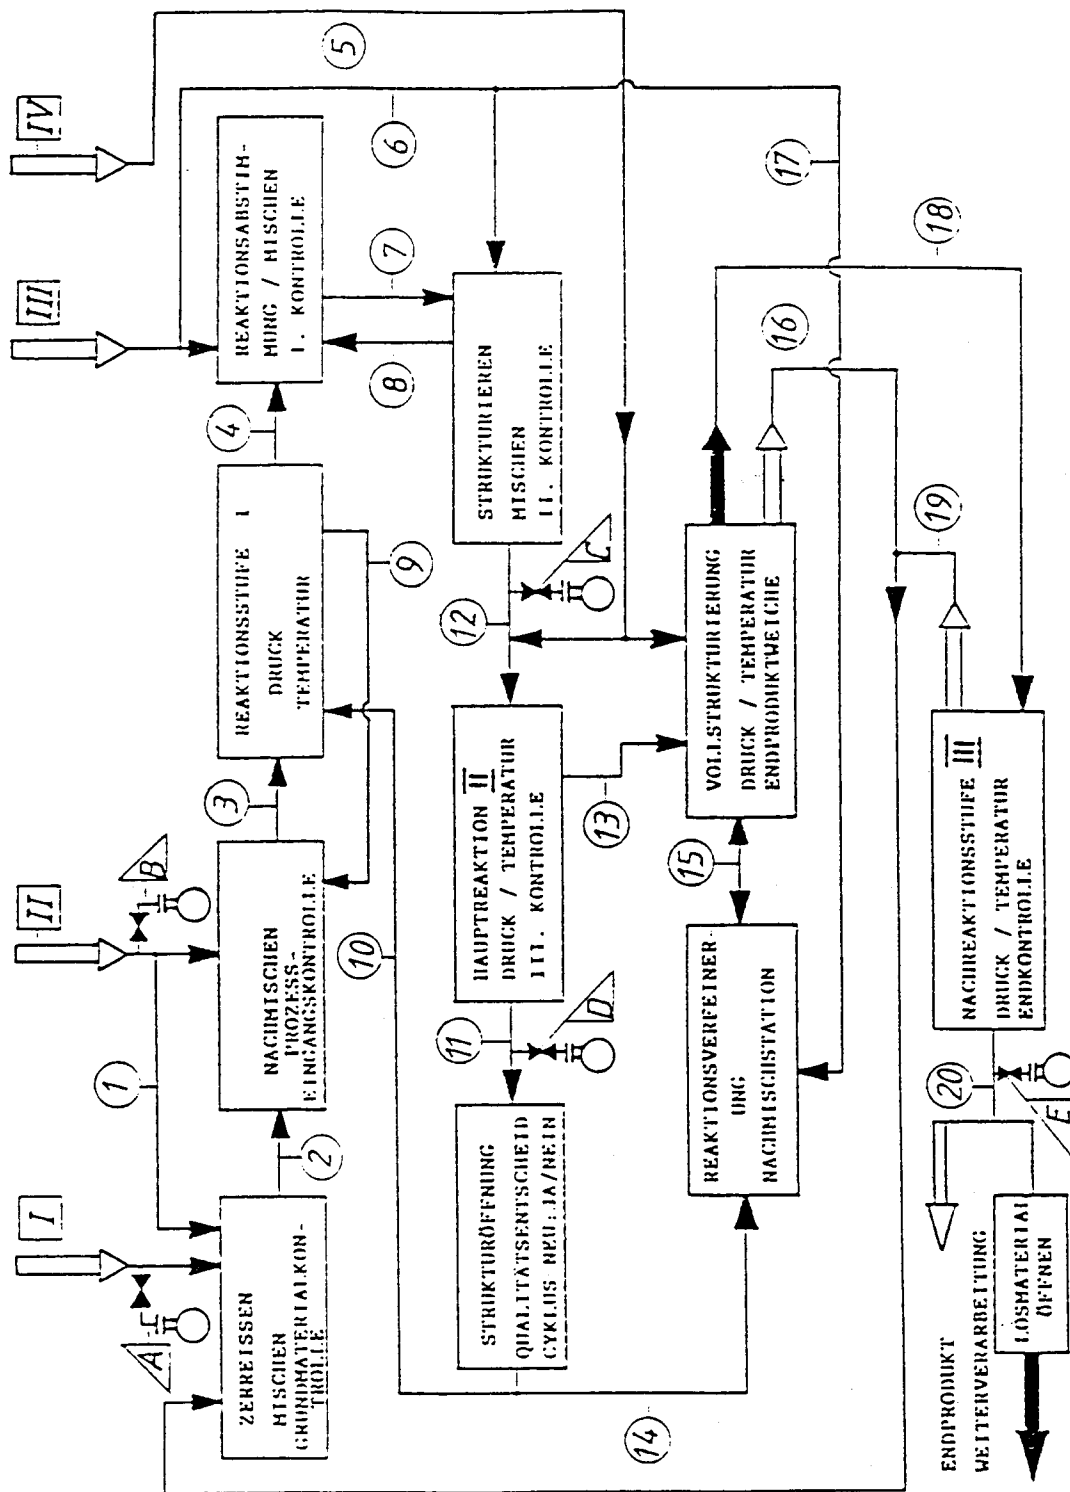 I
II
III
IV
A
B
1
ZERREISSEN
MISCHEN
GRUNDMATERIALKON-
TROLLE
2
NACHMISCHEN
PROZESS-
EINGANGSKONTROLLE
3
REAKTIONSSTUFE I
DRUCK
TEMPERATUR
4
REAKTIONSABSTIM-
MUNG / MISCHEN
I. KONTROLLE
5
6
7
8
9
10
STRUKTURÖFFNUNG
QUALITÄTSENTSCHEID
CYKLUS NEU:JA/NEIN
11
D
HAUPTREAKTION II
DRUCK / TEMPERATUR
III. KONTROLLE
12
C
STRUKTURIEREN
MISCHEN
II. KONTROLLE
13
14
REAKTIONSVERFEINER-
UNG
NACHMISCHSTATION
15
VOLLSTRUKTURIERUNG
DRUCK / TEMPERATUR
ENDPRODUKTWEICHE
16
17
18
19
ENDPRODUKT
WEITERVERARBEITUNG
LÖSMATERIAL
ÖFFNEN
20
E
NACHREAKTIONSSTIFE III
DRUCK / TEMPERATUR
ENDKONTROLLE